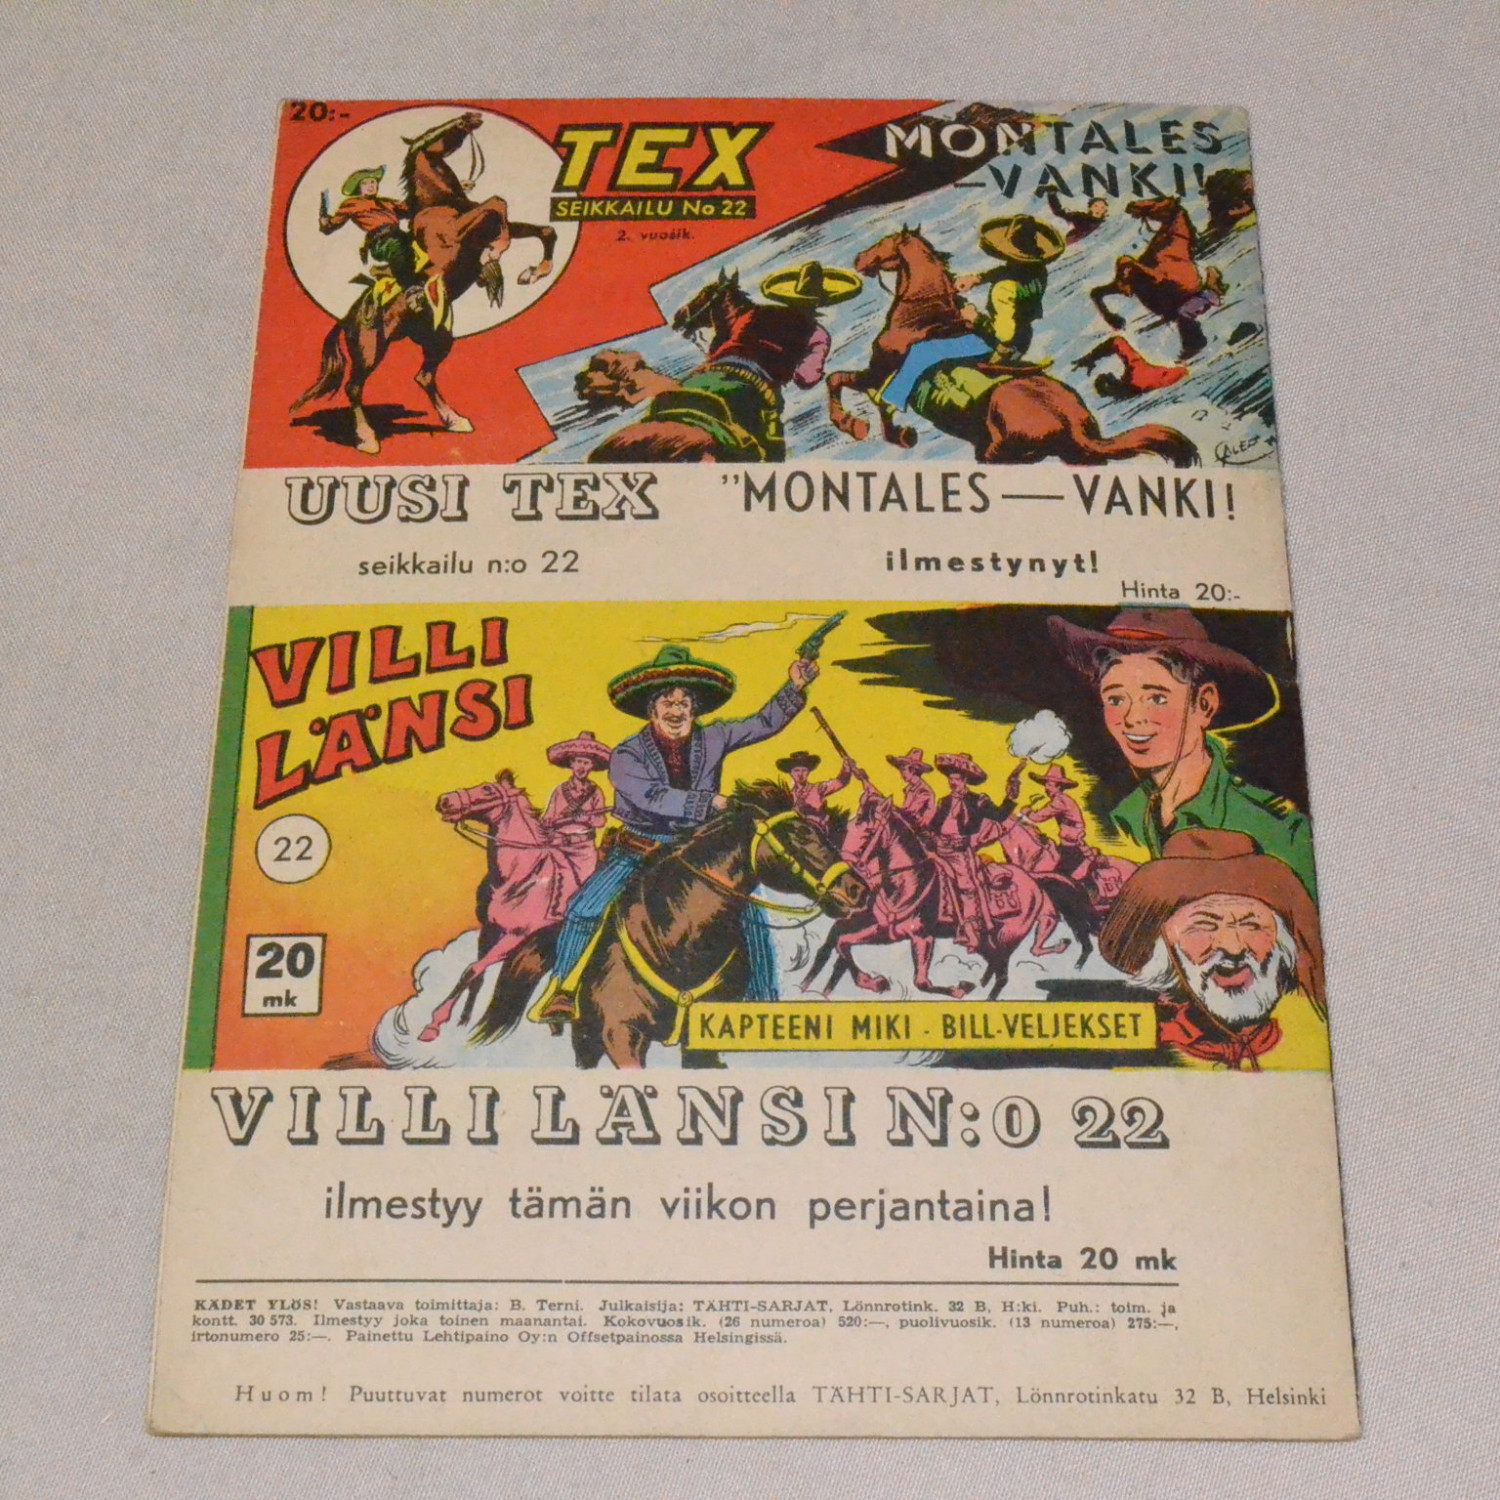 20:-
TEX
SEIKKAILU No 22
2. vuosik.
MONTALES
-VANKI!
CALEO
UUSI TEX "MONTALES — VANKI!
seikkailu n:o 22 ilmestynyt!
Hinta 20:-
VILLI
LÄNSI
22
20
mk
KAPTEENI MIKI - BILL-VELJEKSET
VILLI LÄNSI N:O 22
ilmestyy tämän viikon perjantaina!
Hinta 20 mk
KÄDET YLÖS! Vastaava toimittaja: B. Terni. Julkaisija: TÄHTI-SARJAT, Lönnrotink. 32 B, H:ki. Puh.: toim. ja
kontt. 30 573. Ilmestyy joka toinen maanantai. Kokovuosik. (26 numeroa) 520:—, puolivuosik. (13 numeroa) 275:—,
irtonumero 25:—. Painettu Lehtipaino Oy:n Offsetpainossa Helsingissä.
Huom! Puuttuvat numerot voitte tilata osoitteella TÄHTI-SARJAT, Lönnrotinkatu 32 B, Helsinki